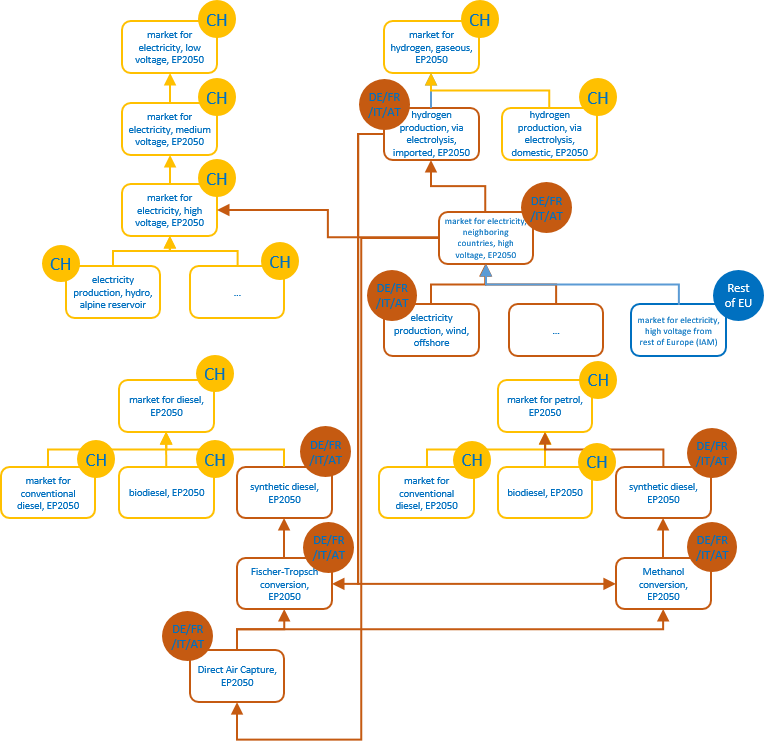 CH
market for
electricity, low
voltage, EP2050
CH
market for
electricity, medium
voltage, EP2050
CH
market for
electricity, high
voltage, EP2050
CH
electricity
production, hydro,
alpine reservoir
CH
...
CH
market for
hydrogen, gaseous,
EP2050
DE/FR
/IT/AT
hydrogen
production, via
electrolysis,
imported, EP2050
CH
hydrogen
production, via
electrolysis,
domestic, EP2050
DE/FR
/IT/AT
market for electricity,
neighboring
countries, high
voltage, EP2050
DE/FR
/IT/AT
electricity
production, wind,
offshore
...
Rest
of EU
market for electricity,
high voltage from
rest of Europe (IAM)
CH
market for diesel,
EP2050
CH
market for
conventional
diesel, EP2050
CH
biodiesel, EP2050
DE/FR
/IT/AT
synthetic diesel,
EP2050
DE/FR
/IT/AT
Fischer-Tropsch
conversion,
EP2050
DE/FR
/IT/AT
Direct Air Capture,
EP2050
CH
market for petrol,
EP2050
CH
market for
conventional
diesel, EP2050
CH
biodiesel, EP2050
DE/FR
/IT/AT
synthetic diesel,
EP2050
DE/FR
/IT/AT
Methanol
conversion,
EP2050